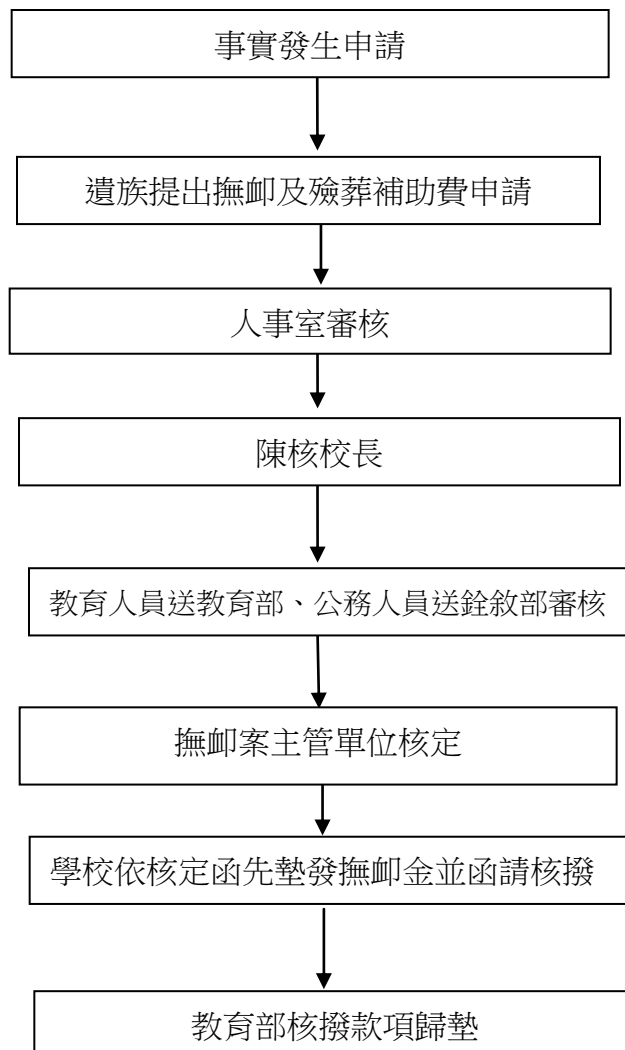 事實發生申請
遺族提出撫卹及殮葬補助費申請
人事室審核
陳核校長
教育人員送教育部、公務人員送銓敘部審核
撫卹案主管單位核定
學校依核定函先墊發撫卹金並函請核撥
教育部核撥款項歸墊